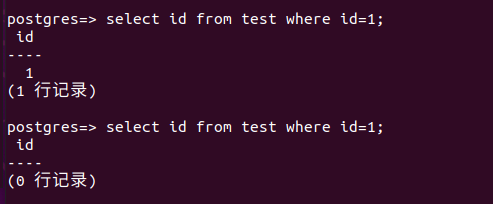 postgres=> select id from test where id=1;
 id
----
  1
(1 行记录)

postgres=> select id from test where id=1;
 id
----
(0 行记录)